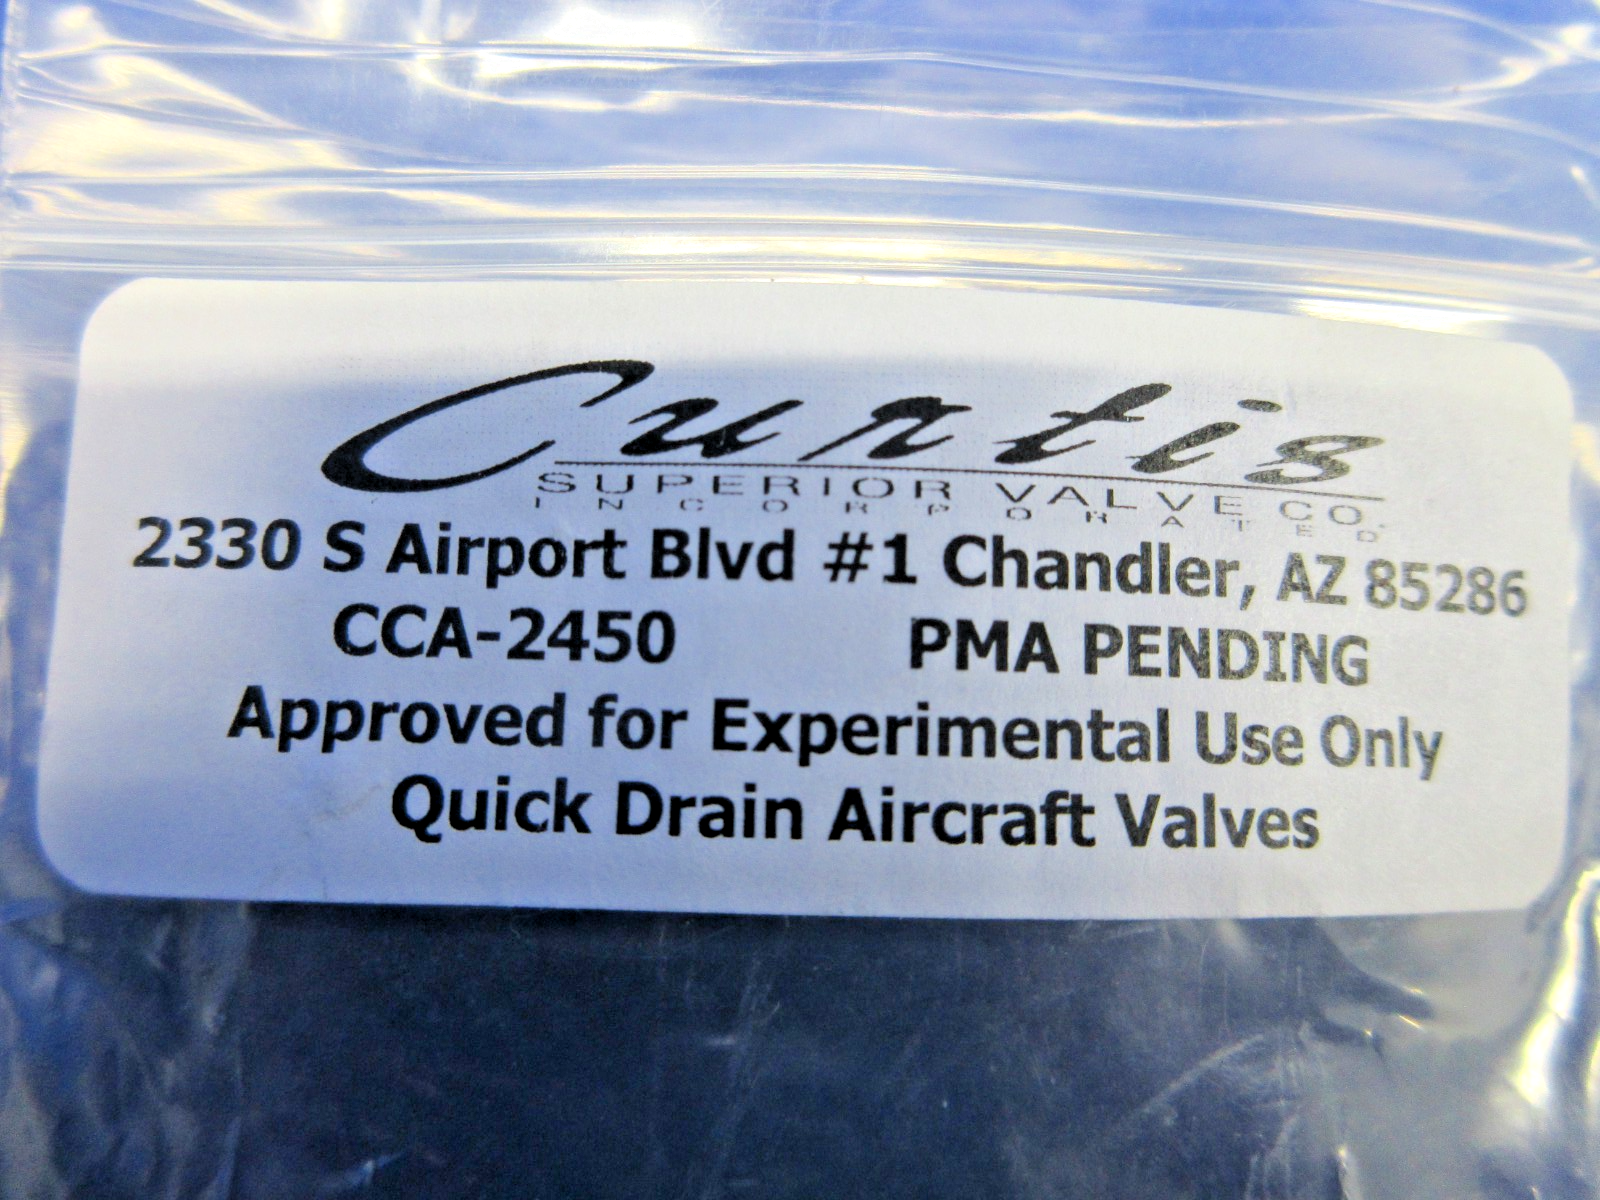 Curtis
SUPERIOR VALVE CO.
INCORPORATED
2330 S Airport Blvd #1 Chandler, AZ 85286
CCA-2450 PMA PENDING
Approved for Experimental Use Only
Quick Drain Aircraft Valves